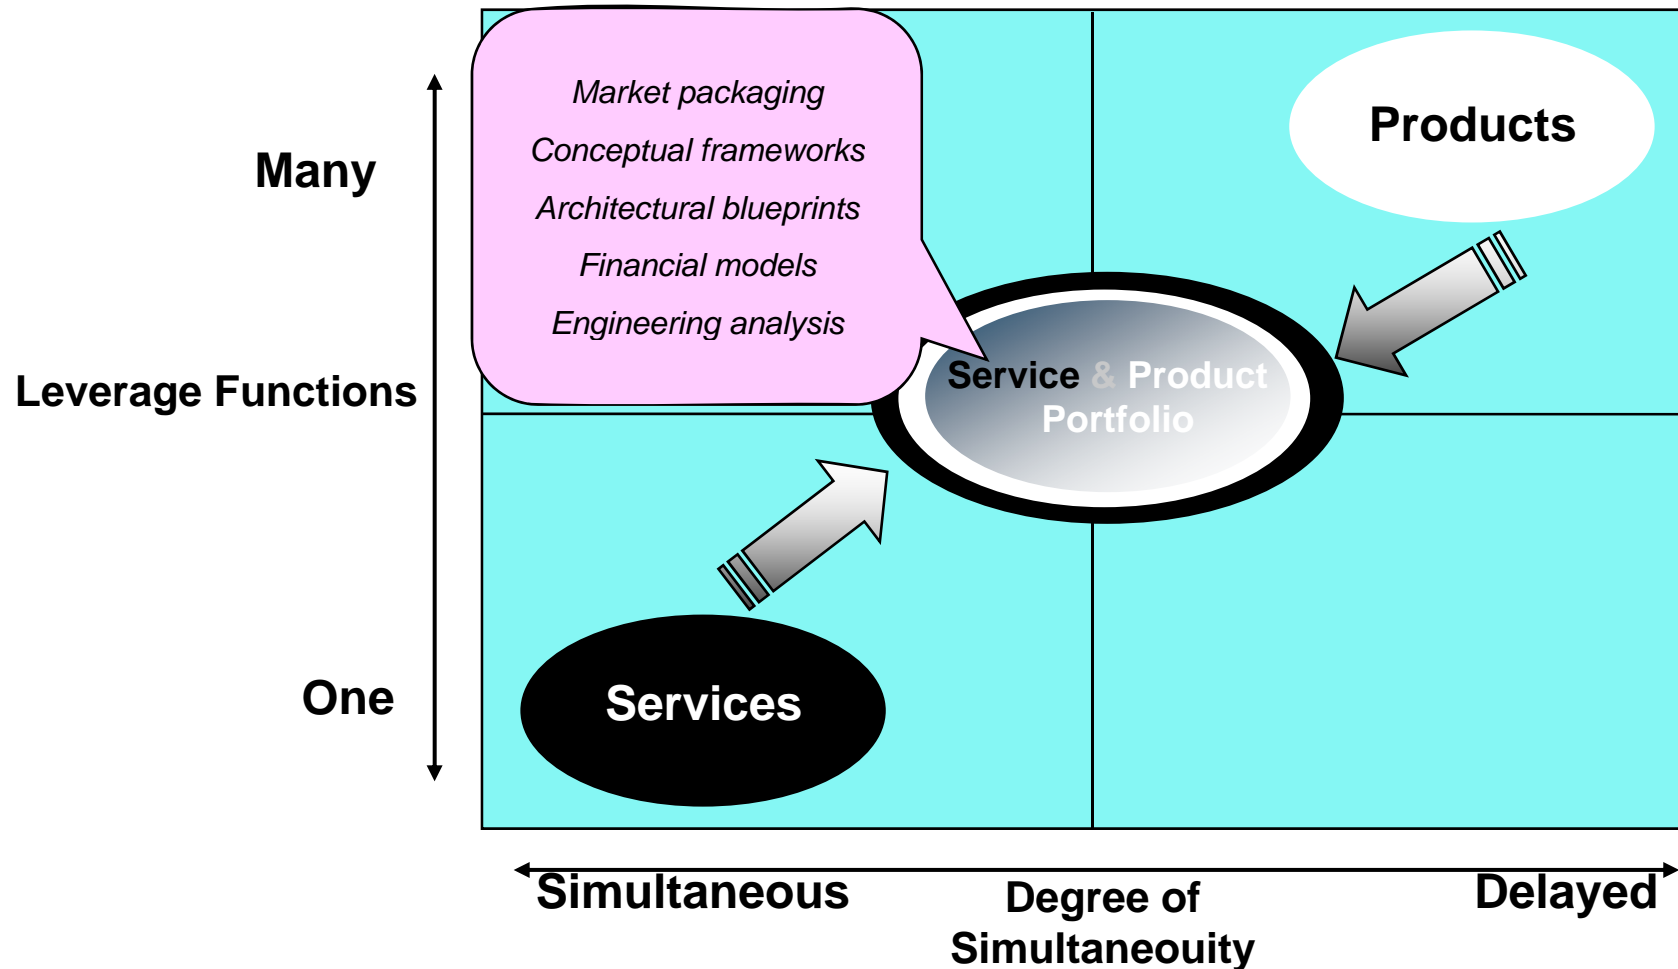 Market packaging
Conceptual frameworks
Architectural blueprints
Financial models
Engineering analysis
Products
Many
Leverage Functions
Service & Product
Portfolio
One
Services
Simultaneous
Degree of
Simultaneouity
Delayed